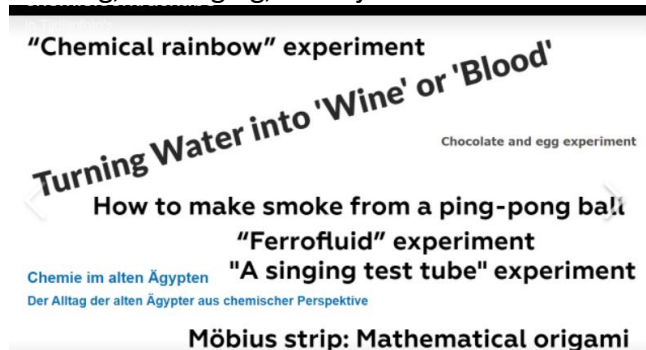 “Chemical rainbow” experiment
Turning Water into 'Wine' or 'Blood'
Chocolate and egg experiment
How to make smoke from a ping-pong ball
“Ferrofluid” experiment
Chemie im alten Ägypten
"A singing test tube" experiment
Der Alltag der alten Ägypter aus chemischer Perspektive
Möbius strip: Mathematical origami